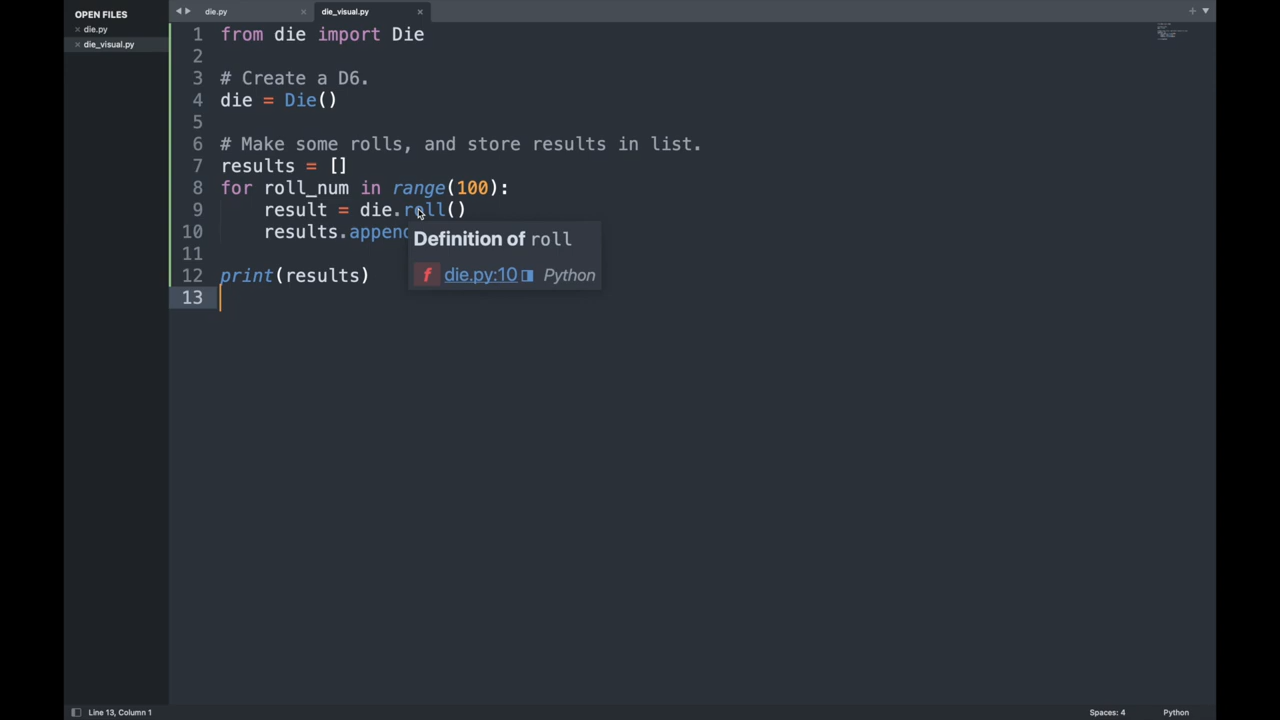 OPEN FILES
die.py
die_visual.py
die.py
die_visual.py
1 from die import Die
2
3 # Create a D6.
4 die = Die()
5
6 # Make some rolls, and store results in list.
7 results = []
8 for roll_num in range(100):
9 result = die.roll()
10 results.appen
11
12 print(results)
13
Definition of roll
f die.py:10 Python
Line 13, Column 1
Spaces: 4
Python